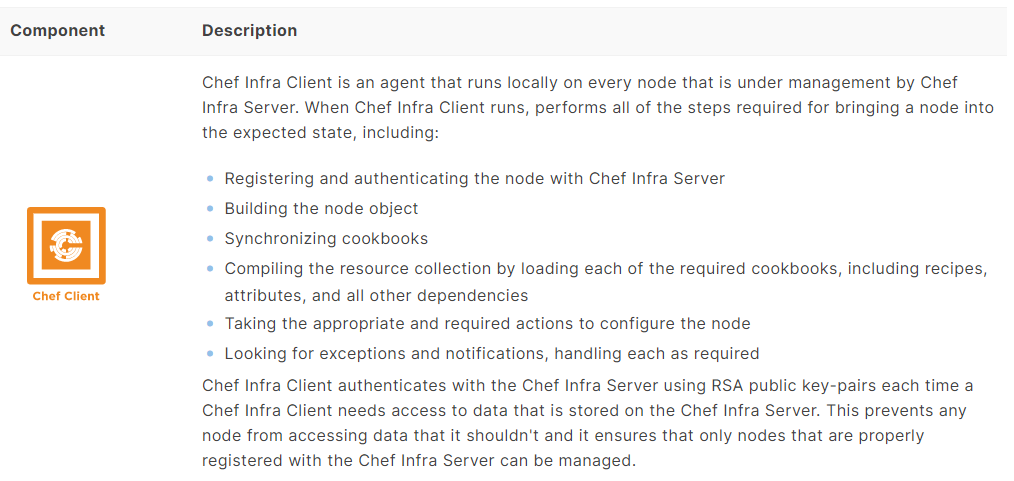 Component
Description
Chef Infra Client is an agent that runs locally on every node that is under management by Chef
Infra Server. When Chef Infra Client runs, performs all of the steps required for bringing a node into
the expected state, including:
Registering and authenticating the node with Chef Infra Server
Building the node object
Synchronizing cookbooks
Compiling the resource collection by loading each of the required cookbooks, including recipes,
attributes, and all other dependencies
Taking the appropriate and required actions to configure the node
Looking for exceptions and notifications, handling each as required
Chef Infra Client authenticates with the Chef Infra Server using RSA public key-pairs each time a
Chef Infra Client needs access to data that is stored on the Chef Infra Server. This prevents any
node from accessing data that it shouldn't and it ensures that only nodes that are properly
registered with the Chef Infra Server can be managed.
Chef Client